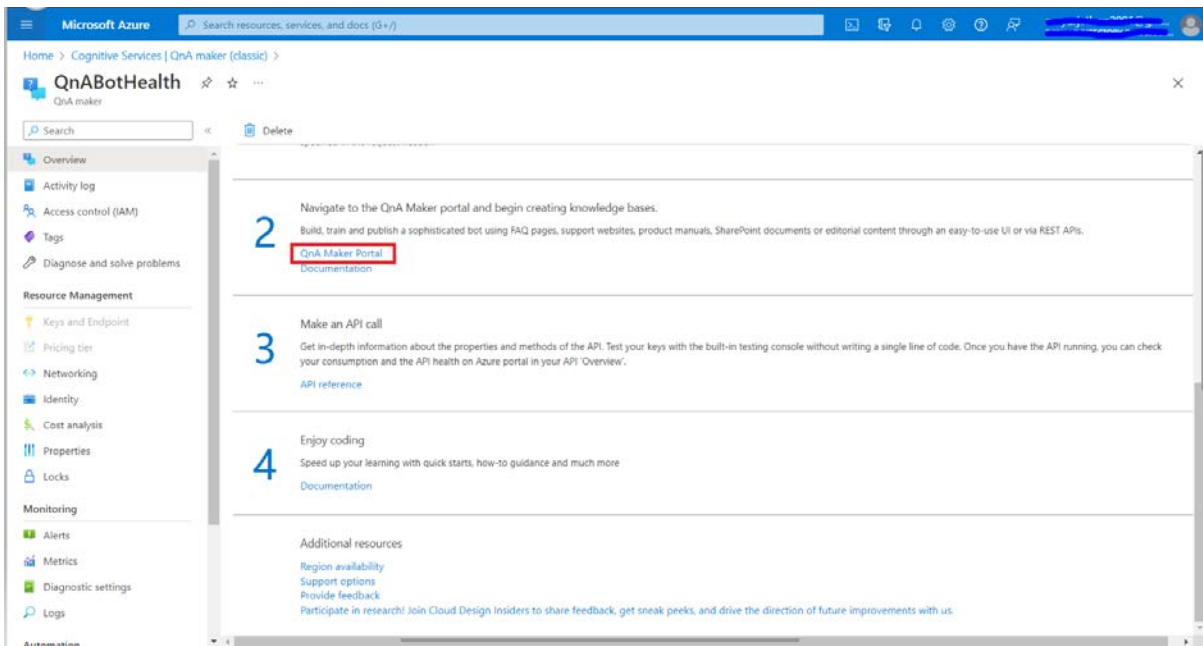 Microsoft Azure
Search resources, services, and docs (G+/)
Home > Cognitive Services | QnA maker (classic) >
QnABotHealth
QnA maker
Search
Delete
Overview
Activity log
Access control (IAM)
Tags
Diagnose and solve problems
Resource Management
Keys and Endpoint
Pricing tier
Networking
Identity
Cost analysis
Properties
Locks
Monitoring
Alerts
Metrics
Diagnostic settings
Logs
Automation
2
Navigate to the QnA Maker portal and begin creating knowledge bases.
Build, train and publish a sophisticated bot using FAQ pages, support websites, product manuals, SharePoint documents or editorial content through an easy-to-use UI or via REST APIs.
QnA Maker Portal
Documentation
3
Make an API call
Get in-depth information about the properties and methods of the API. Test your keys with the built-in testing console without writing a single line of code. Once you have the API running, you can check
your consumption and the API health on Azure portal in your API 'Overview'.
API reference
4
Enjoy coding
Speed up your learning with quick starts, how-to guidance and much more
Documentation
Additional resources
Region availability
Support options
Provide feedback
Participate in research! Join Cloud Design Insiders to share feedback, get sneak peeks, and drive the direction of future improvements with us.